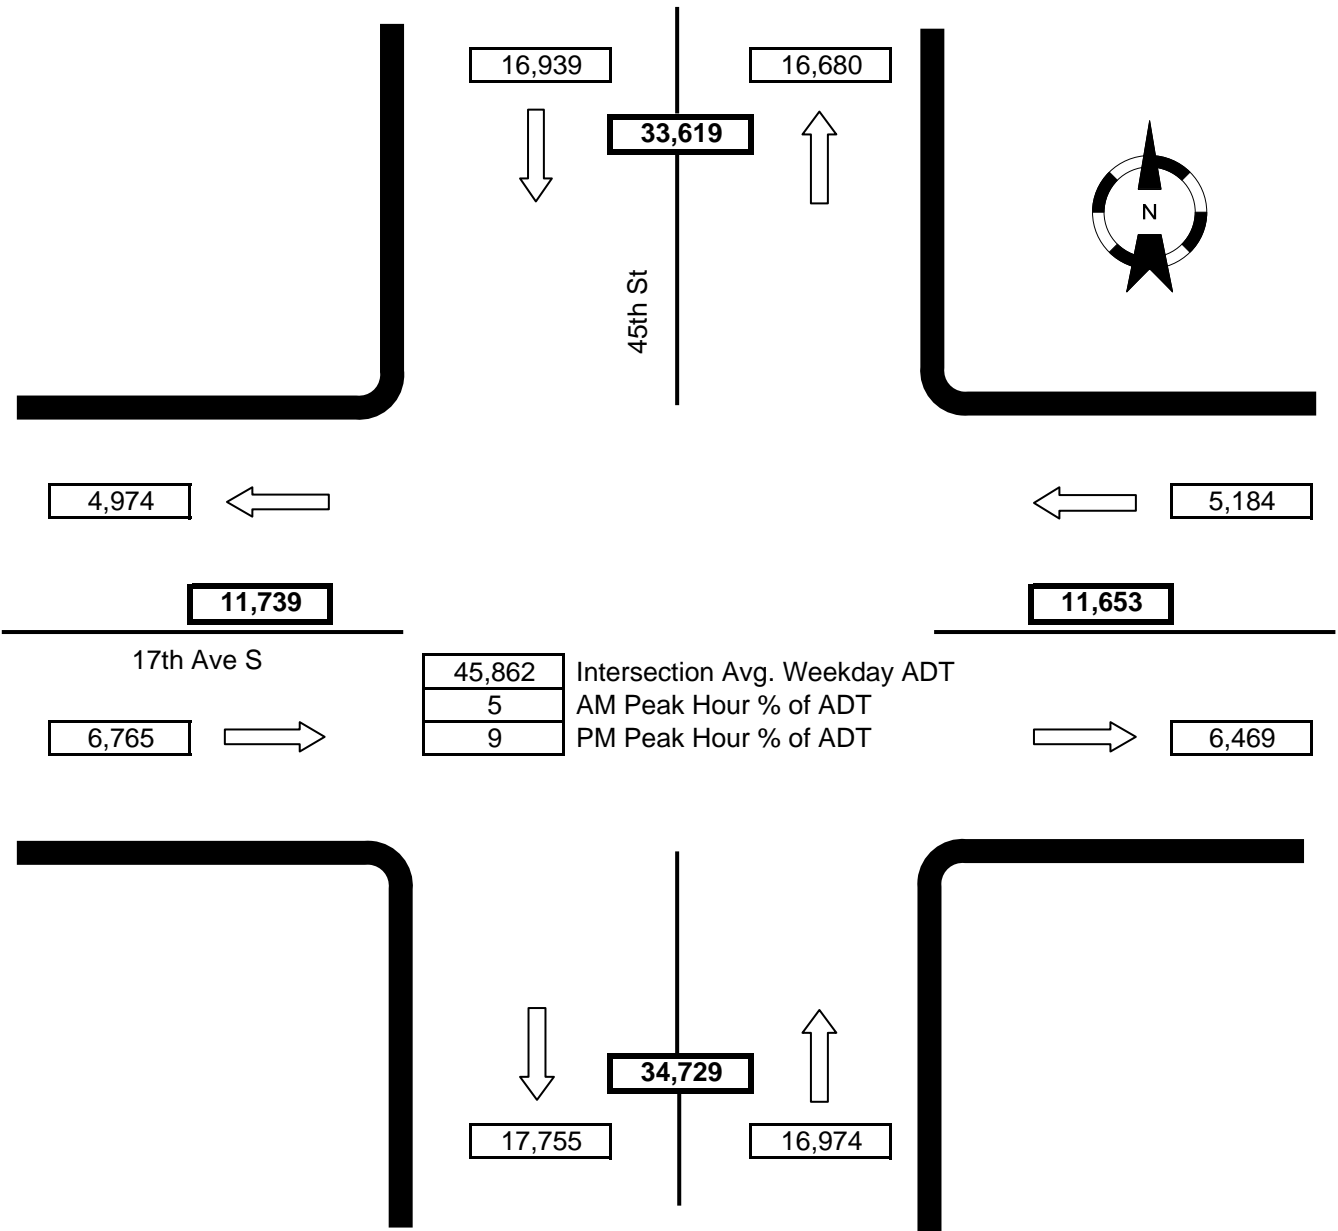 16,939
16,680
33,619
N
45th St
4,974
5,184
11,739
11,653
17th Ave S
45,862 Intersection Avg. Weekday ADT
5 AM Peak Hour % of ADT
9 PM Peak Hour % of ADT
6,765
6,469
34,729
17,755
16,974